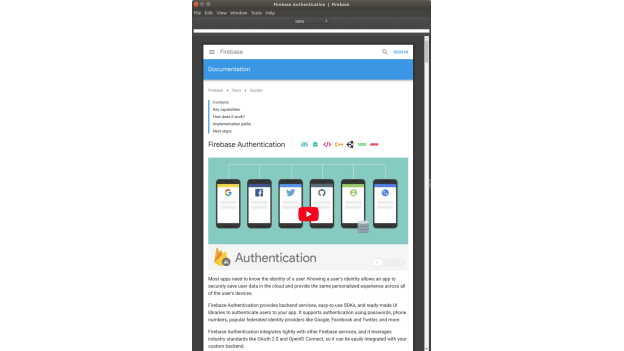 Firebase Authentication | Firebase
File Edit View Window Tools Help
Firebase
SIGN IN
Documentation
Firebase > Docs > Guides
Contents
Key capabilities
How does it work?
Implementation paths
Next steps
Firebase Authentication
Authentication
Most apps need to know the identity of a user. Knowing a user's identity allows an app to
securely save user data in the cloud and provide the same personalized experience across all
of the user's devices.
Firebase Authentication provides backend services, easy-to-use SDKs, and ready-made UI
libraries to authenticate users to your app. It supports authentication using passwords, phone
numbers, popular federated identity providers like Google, Facebook and Twitter, and more.
Firebase Authentication integrates tightly with other Firebase services, and it leverages
industry standards like OAuth 2.0 and OpenID Connect, so it can be easily integrated with your
custom backend.